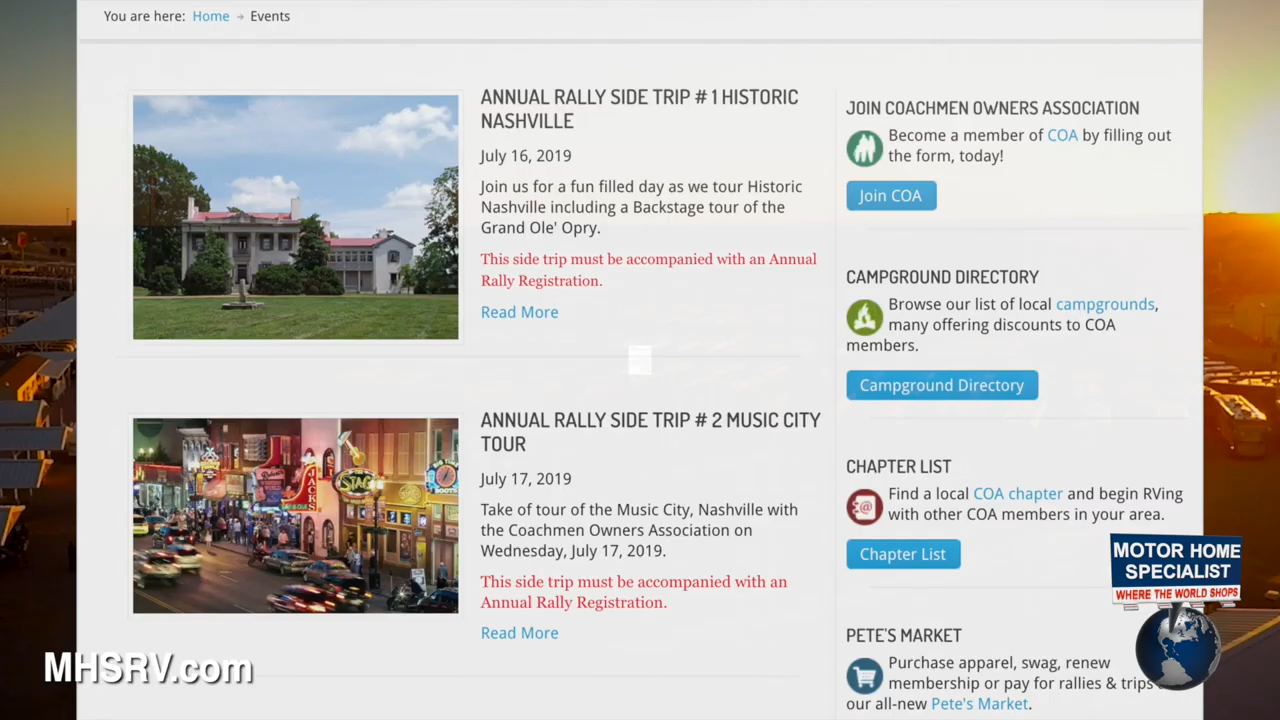 You are here: Home → Events
ANNUAL RALLY SIDE TRIP # 1 HISTORIC
NASHVILLE
July 16, 2019
Join us for a fun filled day as we tour Historic
Nashville including a Backstage tour of the
Grand Ole' Opry.
This side trip must be accompanied with an Annual
Rally Registration.
Read More
ANNUAL RALLY SIDE TRIP # 2 MUSIC CITY
TOUR
July 17, 2019
Take of tour of the Music City, Nashville with
the Coachmen Owners Association on
Wednesday, July 17, 2019.
This side trip must be accompanied with an
Annual Rally Registration.
Read More
JOIN COACHMEN OWNERS ASSOCIATION
Become a member of COA by filling out
the form, today!
Join COA
CAMPGROUND DIRECTORY
Browse our list of local campgrounds,
many offering discounts to COA
members.
Campground Directory
CHAPTER LIST
Find a local COA chapter and begin RVing
with other COA members in your area.
Chapter List
PETE'S MARKET
Purchase apparel, swag, renew
membership or pay for rallies & trips
our all-new Pete's Market.
JACKS
STAGE
BOOTS
MOTOR HOME
SPECIALIST
WHERE THE WORLD SHOPS
MHSRV.com